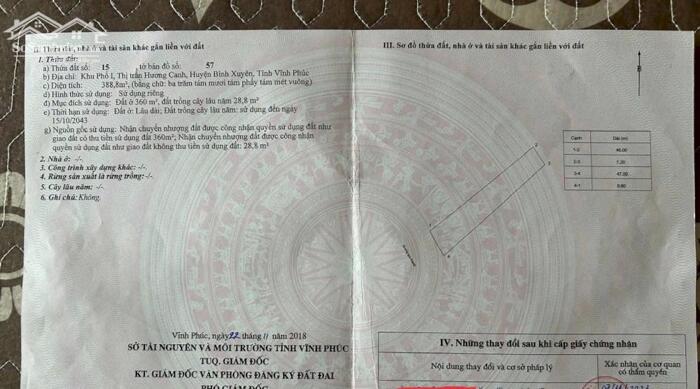 II. Thửa đất, nhà ở và tài sản khác gắn liền với đất
1. Thửa đất:
a) Thửa đất số: 15 tờ bản đồ số: 57
b) Địa chỉ: Khu Phố I, Thị trấn Hương Canh, Huyện Bình Xuyên, Tỉnh Vĩnh Phúc
c) Diện tích: 388,8m², (bằng chữ: ba trăm tám mươi tám phẩy tám mét vuông)
d) Hình thức sử dụng: Sử dụng riêng
đ) Mục đích sử dụng: Đất ở 360 m², đất trồng cây lâu năm 28,8 m²
e) Thời hạn sử dụng: Đất ở: Lâu dài; Đất trồng cây lâu năm: sử dụng đến ngày
15/10/2043
g) Nguồn gốc sử dụng: Nhận chuyển nhượng đất được công nhận quyền sử dụng đất như
giao đất có thu tiền sử dụng đất 360m²; Nhận chuyển nhượng đất được công nhận
quyền sử dụng đất như giao đất không thu tiền sử dụng đất: 28,8 m²
2. Nhà ở: -/-.
3. Công trình xây dựng khác: -/-.
4. Rừng sản xuất là rừng trồng: -/-.
5. Cây lâu năm: -/-.
6. Ghi chú: Không.
Vĩnh Phúc, ngày 22 tháng 11 năm 2018
SỞ TÀI NGUYÊN VÀ MÔI TRƯỜNG TỈNH VĨNH PHÚC
TUQ. GIÁM ĐỐC
KT. GIÁM ĐỐC VĂN PHÒNG ĐĂNG KÝ ĐẤT ĐAI
PHÓ GIÁM ĐỐC
III. Sơ đồ thửa đất, nhà ở và tài sản khác gắn liền với đất
B
Cạnh Dài (m)
1-2
2-3
3-4 47.00
4-1
1
2
3
4
IV. Những thay đổi sau khi cấp giấy chứng nhận
Nội dung thay đổi và cơ sở pháp lý
Xác nhận của cơ quan
có thẩm quyền